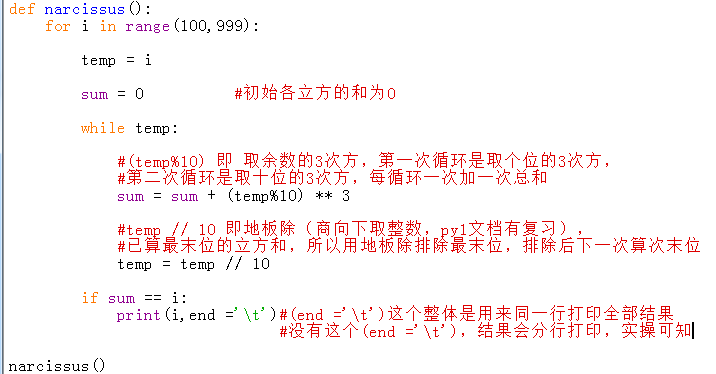 def narcissus():
    for i in range(100,999):
        temp = i
        sum = 0          #初始各立方的和为0
        while temp:
            #(temp%10) 即 取余数的3次方，第一次循环是取个位的3次方，
            #第二次循环是取十位的3次方，每循环一次加一次总和
            sum = sum + (temp%10) ** 3
            #temp // 10 即地板除（商向下取整数，py1文档有复习），
            #已算最末位的立方和，所以用地板除排除最末位，排除后下一次算次末位
            temp = temp // 10
        if sum == i:
            print(i,end ='\t')#(end ='\t')这个整体是用来同一行打印全部结果
                              #没有这个(end ='\t')，结果会分行打印，实操可知
narcissus()